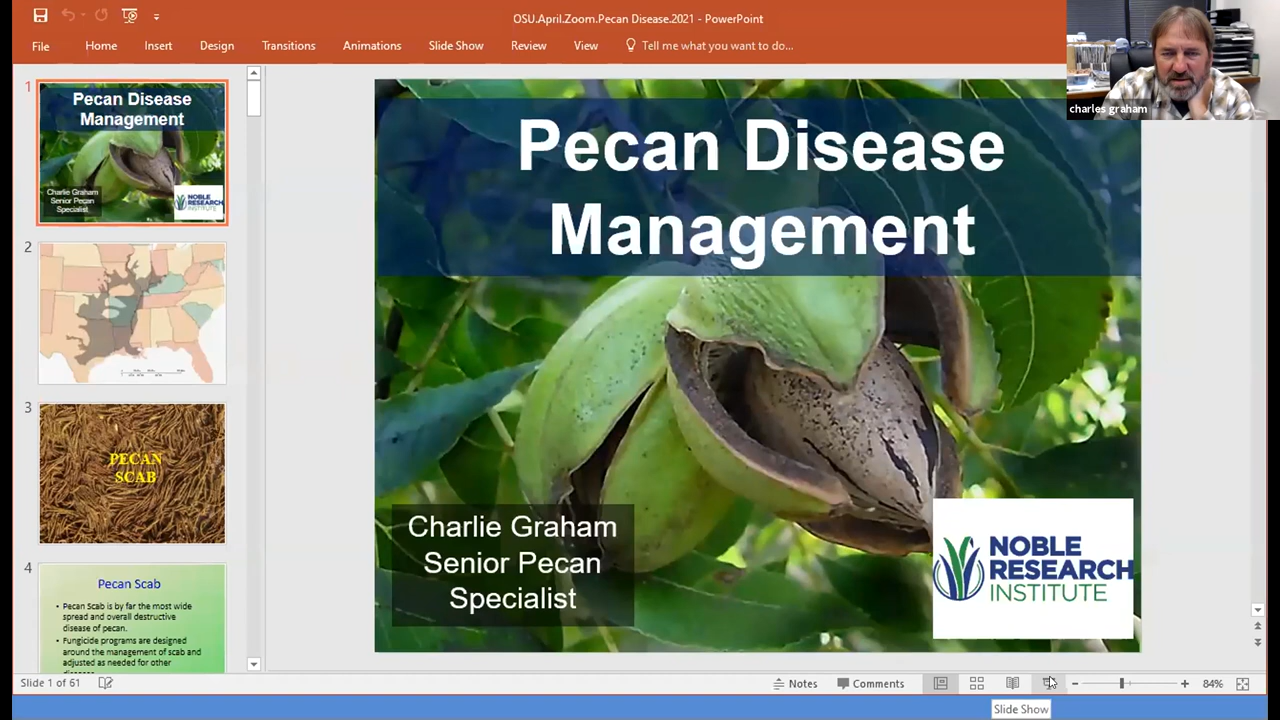 OSU.April.Zoom.Pecan Disease.2021 - PowerPoint
File Home Insert Design Transitions Animations Slide Show Review View Tell me what you want to do...
charles graham
1
Pecan Disease
Management
Charlie Graham
Senior Pecan
Specialist
NOBLE
RESEARCH
INSTITUTE
2
3
PECAN
SCAB
4
Pecan Scab
• Pecan Scab is by far the most wide
spread and overall destructive
disease of pecan.
• Fungicide programs are designed
around the management of scab and
adjusted as needed for other
Pecan Disease
Management
Charlie Graham
Senior Pecan
Specialist
NOBLE
RESEARCH
INSTITUTE
Slide 1 of 61
Notes Comments
84%
Slide Show